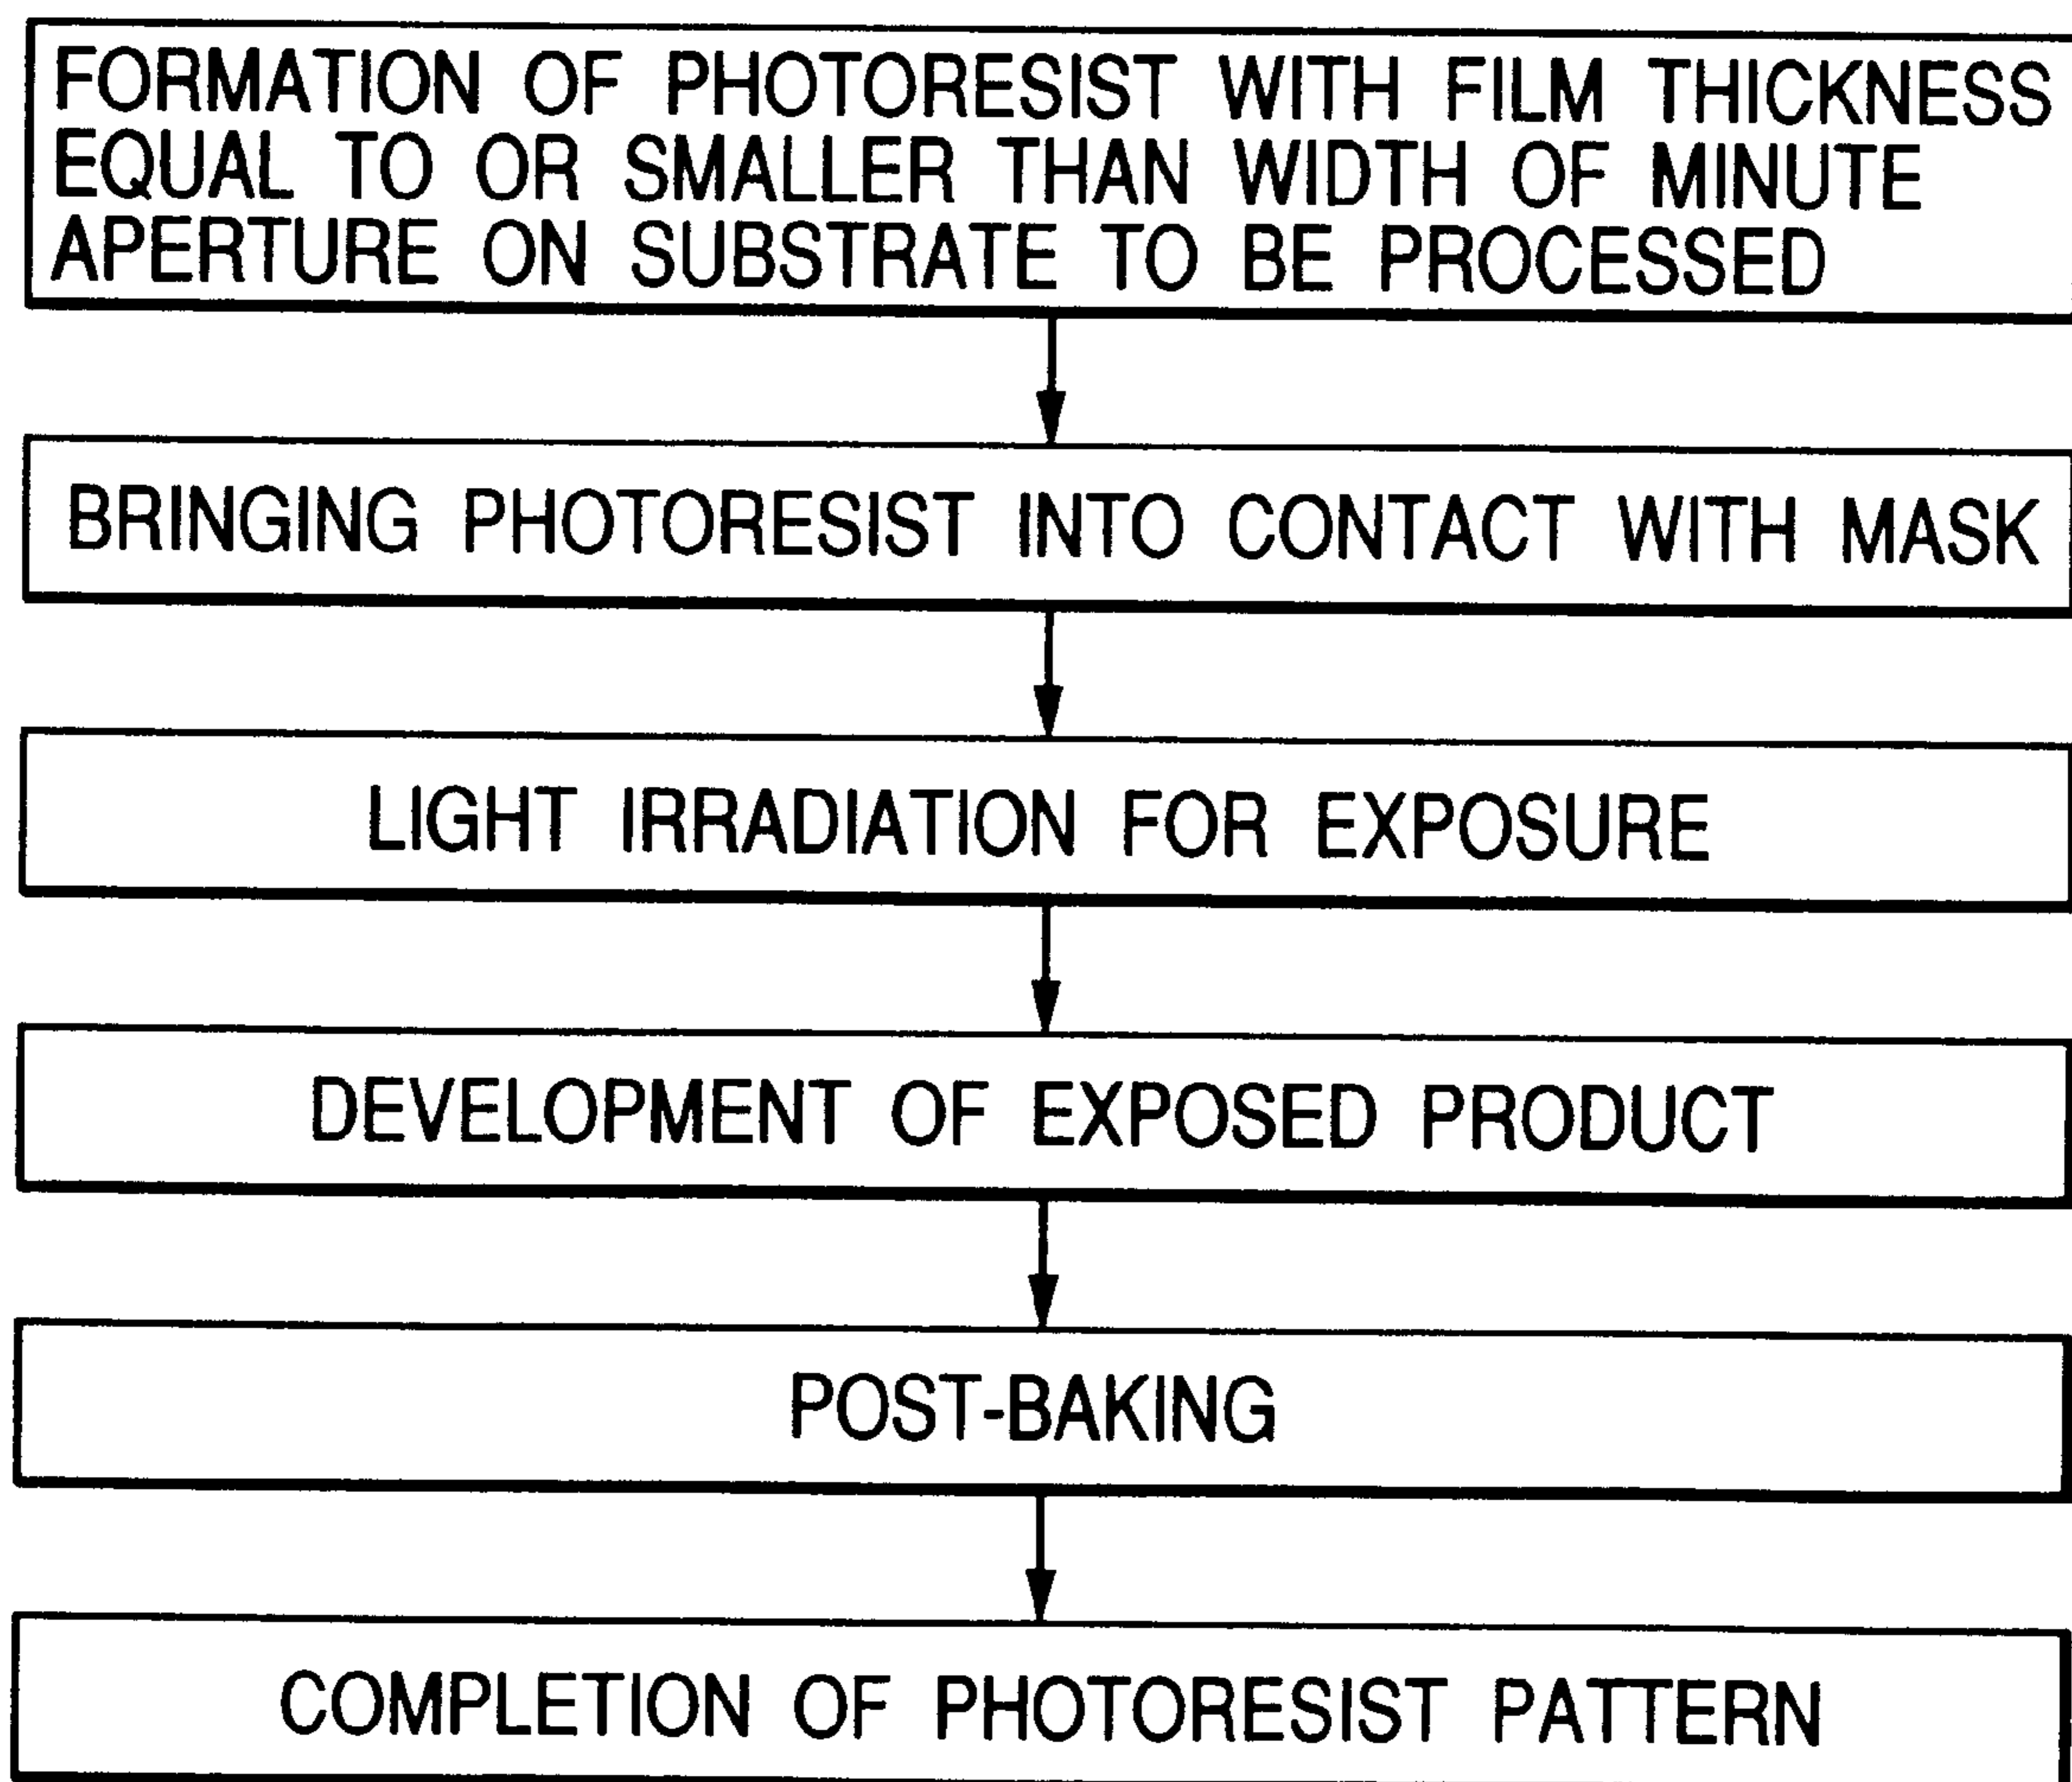 FORMATION OF PHOTORESIST WITH FILM THICKNESS
EQUAL TO OR SMALLER THAN WIDTH OF MINUTE
APERTURE ON SUBSTRATE TO BE PROCESSED
BRINGING PHOTORESIST INTO CONTACT WITH MASK
LIGHT IRRADIATION FOR EXPOSURE
DEVELOPMENT OF EXPOSED PRODUCT
POST-BAKING
COMPLETION OF PHOTORESIST PATTERN